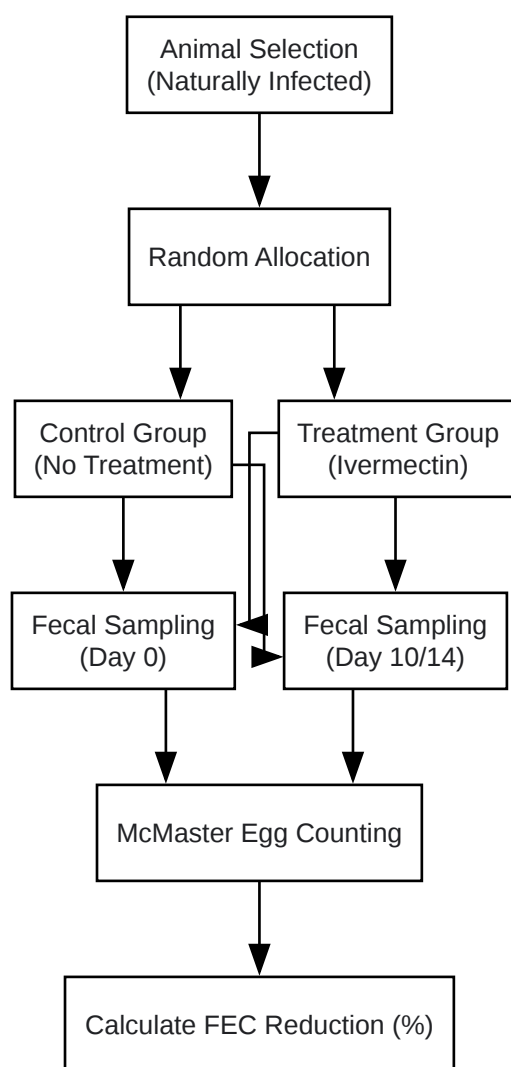 Animal Selection
(Naturally Infected)
Random Allocation
Control Group
(No Treatment)
Treatment Group
(Ivermectin)
Fecal Sampling
(Day 0)
Fecal Sampling
(Day 10/14)
McMaster Egg Counting
Calculate FEC Reduction (%)